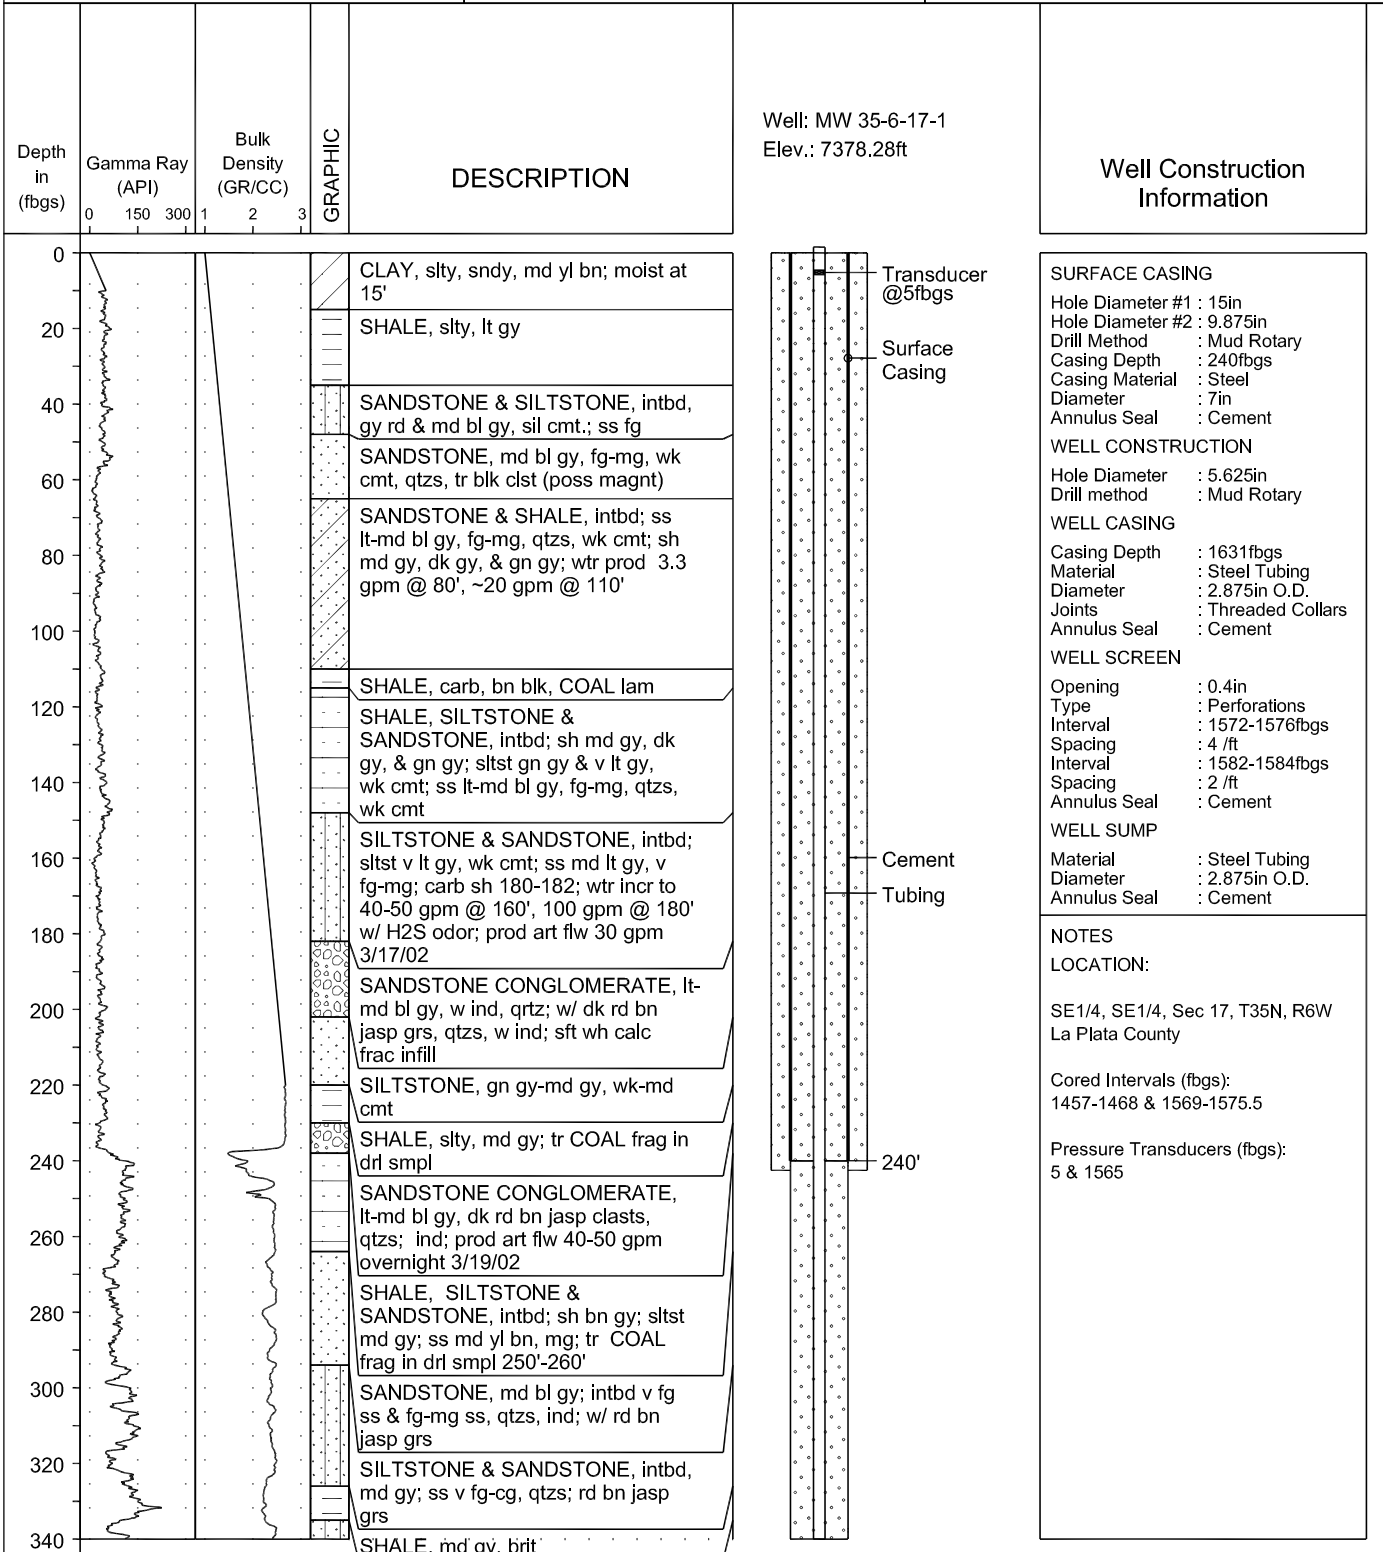 Depth
in
(fbgs)
Gamma Ray
(API)
0 150 300
Bulk
Density
(GR/CC)
1 2 3
GRAPHIC
DESCRIPTION
Well: MW 35-6-17-1
Elev.: 7378.28ft
Well Construction
Information
0
20
40
60
80
100
120
140
160
180
200
220
240
260
280
300
320
340
CLAY, slty, sndy, md yl bn; moist at
15'
SHALE, slty, lt gy
SANDSTONE & SILTSTONE, intbd,
gy rd & md bl gy, sil cmt.; ss fg
SANDSTONE, md bl gy, fg-mg, wk
cmt, qtzs, tr blk clst (poss magnt)
SANDSTONE & SHALE, intbd; ss
lt-md bl gy, fg-mg, qtzs, wk cmt; sh
md gy, dk gy, & gn gy; wtr prod 3.3
gpm @ 80', ~20 gpm @ 110'
SHALE, carb, bn blk, COAL lam
SHALE, SILTSTONE &
SANDSTONE, intbd; sh md gy, dk
gy, & gn gy; sltst gn gy & v lt gy,
wk cmt; ss lt-md bl gy, fg-mg, qtzs,
wk cmt
SILTSTONE & SANDSTONE, intbd;
sltst v lt gy, wk cmt; ss md lt gy, v
fg-mg; carb sh 180-182; wtr incr to
40-50 gpm @ 160', 100 gpm @ 180'
w/ H2S odor; prod art flw 30 gpm
3/17/02
SANDSTONE CONGLOMERATE, lt-
md bl gy, w ind, qrtz; w/ dk rd bn
jasp grs, qtzs, w ind; sft wh calc
frac infill
SILTSTONE, gn gy-md gy, wk-md
cmt
SHALE, slty, md gy; tr COAL frag in
drl smpl
SANDSTONE CONGLOMERATE,
lt-md bl gy, dk rd bn jasp clasts,
qtzs; ind; prod art flw 40-50 gpm
overnight 3/19/02
SHALE, SILTSTONE &
SANDSTONE, intbd; sh bn gy; sltst
md gy; ss md yl bn, mg; tr COAL
frag in drl smpl 250'-260'
SANDSTONE, md bl gy; intbd v fg
ss & fg-mg ss, qtzs, ind; w/ rd bn
jasp grs
SILTSTONE & SANDSTONE, intbd,
md gy; ss v fg-cg, qtzs; rd bn jasp
grs
SHALE, md gy, brit
Transducer
@5fbgs
Surface
Casing
Cement
Tubing
240'
SURFACE CASING
Hole Diameter #1 : 15in
Hole Diameter #2 : 9.875in
Drill Method : Mud Rotary
Casing Depth : 240fbgs
Casing Material : Steel
Diameter : 7in
Annulus Seal : Cement
WELL CONSTRUCTION
Hole Diameter : 5.625in
Drill method : Mud Rotary
WELL CASING
Casing Depth : 1631fbgs
Material : Steel Tubing
Diameter : 2.875in O.D.
Joints : Threaded Collars
Annulus Seal : Cement
WELL SCREEN
Opening : 0.4in
Type : Perforations
Interval : 1572-1576fbgs
Spacing : 4 /ft
Interval : 1582-1584fbgs
Spacing : 2 /ft
Annulus Seal : Cement
WELL SUMP
Material : Steel Tubing
Diameter : 2.875in O.D.
Annulus Seal : Cement
NOTES
LOCATION:
SE1/4, SE1/4, Sec 17, T35N, R6W
La Plata County
Cored Intervals (fbgs):
1457-1468 & 1569-1575.5
Pressure Transducers (fbgs):
5 & 1565